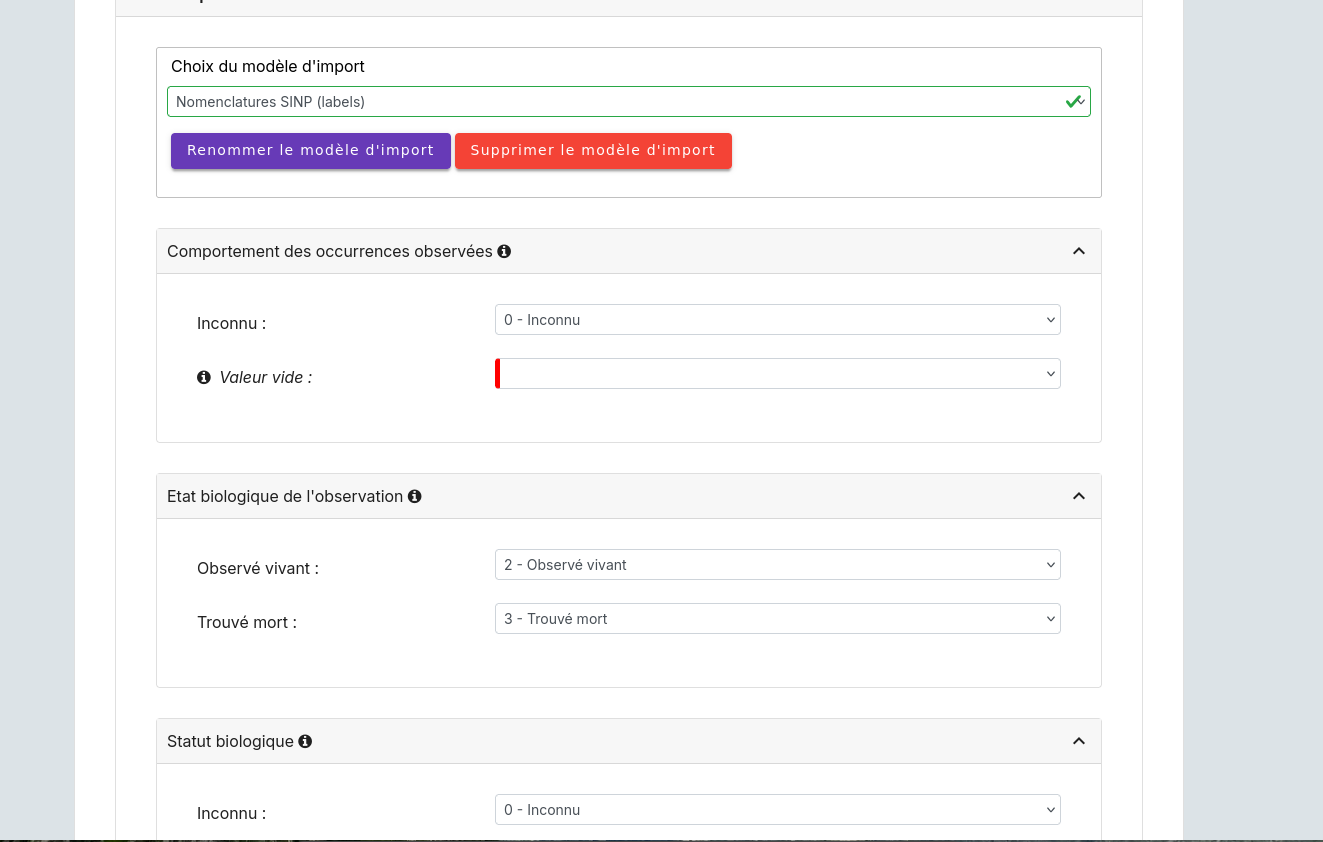 Choix du modèle d'import
Nomenclatures SINP (labels)
Renommer le modèle d'import Supprimer le modèle d'import
Comportement des occurrences observées
Inconnu : 0 - Inconnu
Valeur vide :
Etat biologique de l'observation
Observé vivant : 2 - Observé vivant
Trouvé mort : 3 - Trouvé mort
Statut biologique
Inconnu : 0 - Inconnu